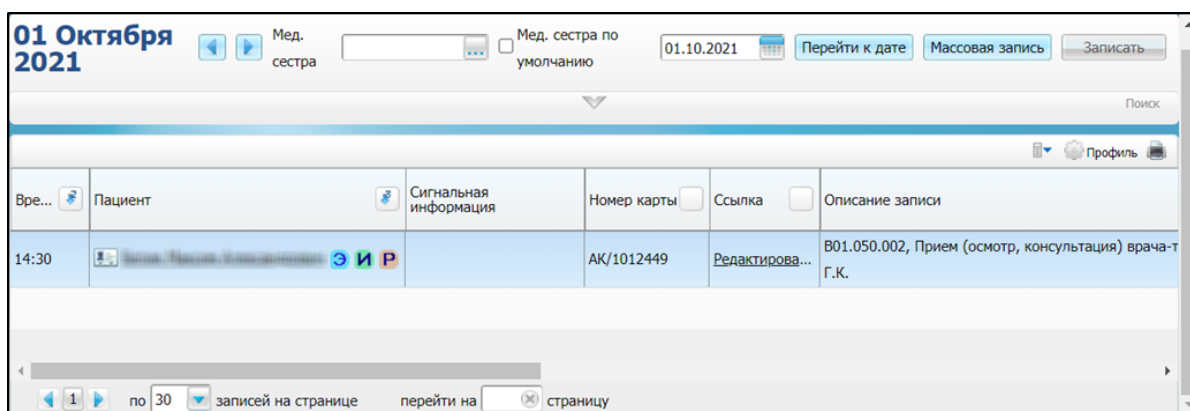 01 Октября
2021
Мед.
сестра
...
Мед. сестра по
умолчанию
01.10.2021
Перейти к дате
Массовая запись
Записать
Поиск
Профиль
Вре...
Пациент
Сигнальная
информация
Номер карты
Ссылка
Описание записи
14:30
Э И Р
АК/1012449
Редактирова...
В01.050.002, Прием (осмотр, консультация) врача-т
Г.К.
1
по 30 записей на странице
перейти на
страницу